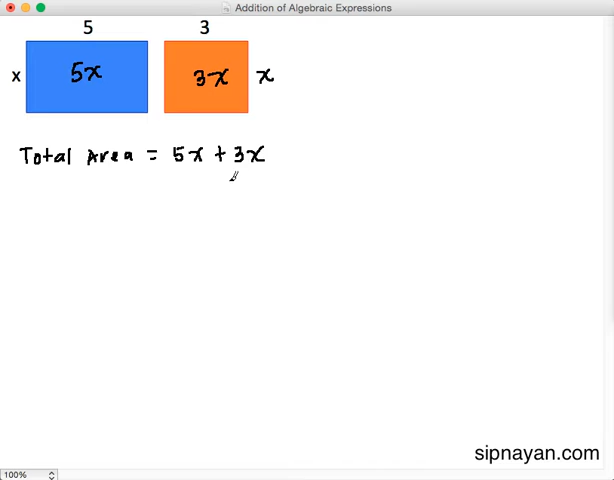 Addition of Algebraic Expressions
5 3
x 5x 3x x
Total Area = 5x + 3x
sipnayan.com
100%